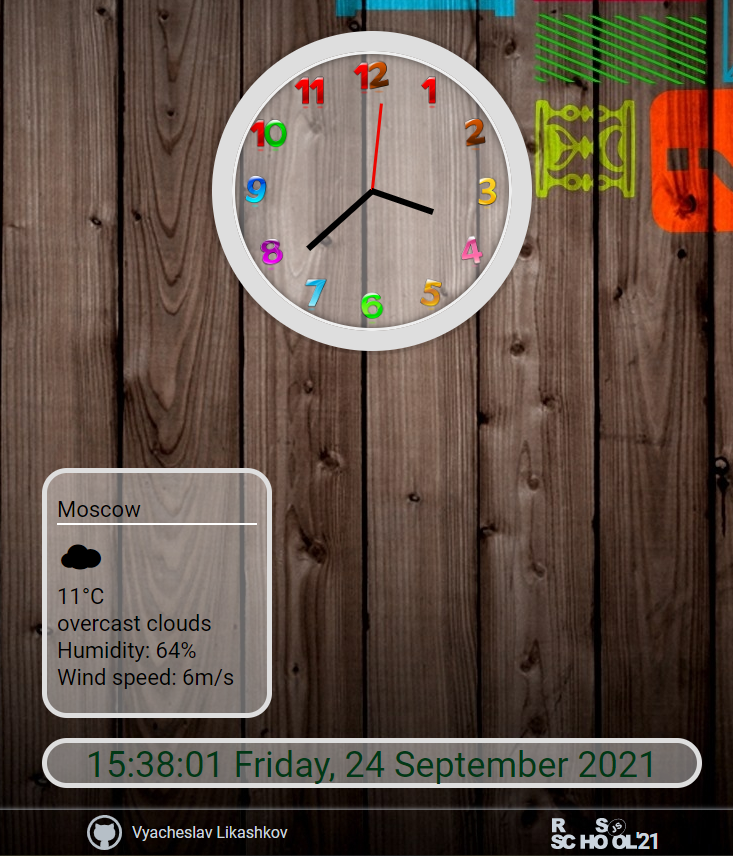 12
11
1
10
2
9
3
8
4
7
5
6
Moscow
11°C
overcast clouds
Humidity: 64%
Wind speed: 6m/s
15:38:01 Friday, 24 September 2021
Vyacheslav Likashkov
R S JS
SCHOOL'21